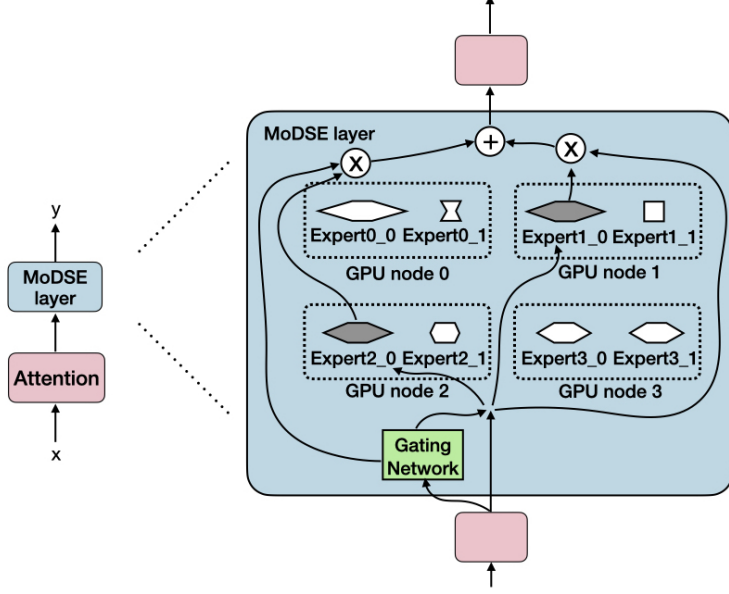 y
MoDSE
layer
Attention
x
MoDSE layer
X
+
X
Expert0_0 Expert0_1
GPU node 0
Expert1_0 Expert1_1
GPU node 1
Expert2_0 Expert2_1
GPU node 2
Expert3_0 Expert3_1
GPU node 3
Gating
Network